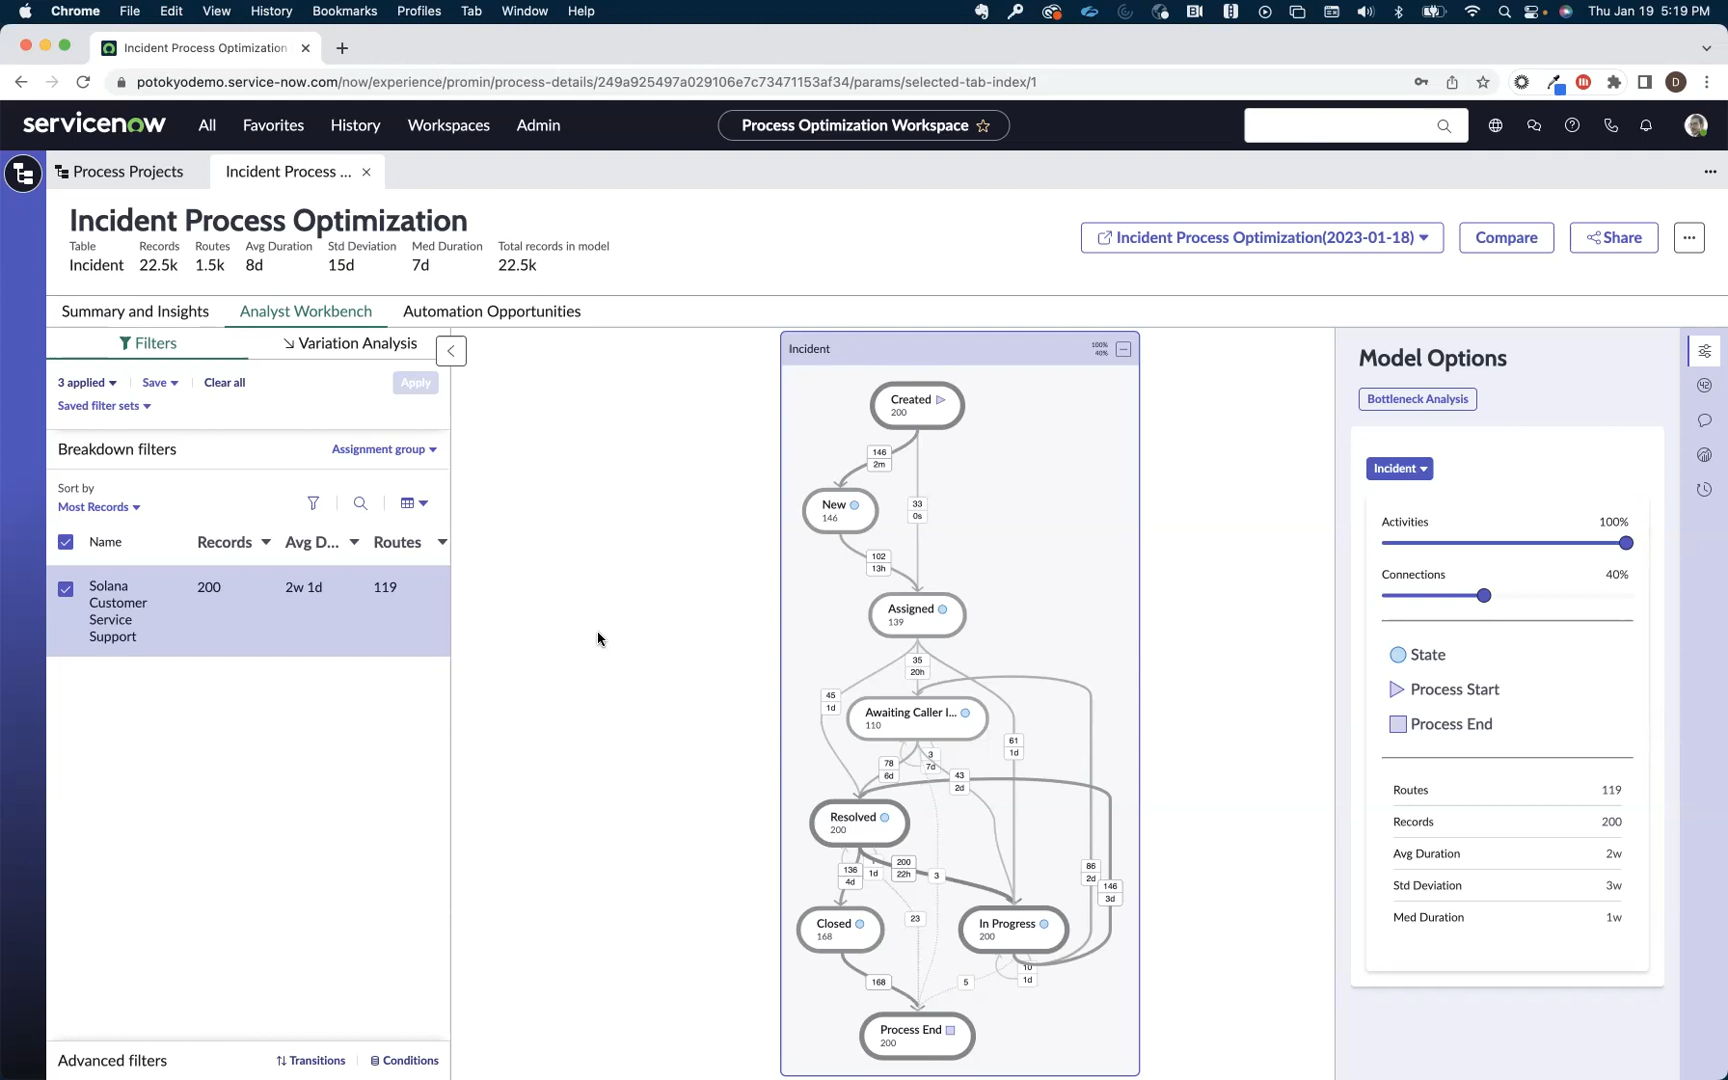 Chrome File Edit View History Bookmarks Profiles Tab Window Help Thu Jan 19 5:19 PM
Incident Process Optimization
potokyodemo.service-now.com/now/experience/promin/process-details/249a925497a029106e7c73471153af34/params/selected-tab-index/1
D
servicenow All Favorites History Workspaces Admin Process Optimization Workspace
Process Projects Incident Process ...
Incident Process Optimization
Table Records Routes Avg Duration Std Deviation Med Duration Total records in model
Incident 22.5k 1.5k 8d 15d 7d 22.5k
Incident Process Optimization(2023-01-18) Compare Share
Summary and Insights Analyst Workbench Automation Opportunities
Filters Variation Analysis
3 applied Save Clear all Apply
Saved filter sets
Breakdown filters Assignment group
Sort by
Most Records
Name Records Avg D... Routes
Solana Customer Service Support 200 2w 1d 119
Advanced filters Transitions Conditions
Incident 100% 40%
Created
200
146
2m
New
146
33
0s
102
13h
Assigned
139
35
20h
45
1d
Awaiting Caller I...
110
61
1d
78
6d
3
7d
43
2d
Resolved
200
136
4d
1d
200
22h
3
86
2d
146
3d
Closed
168
23
In Progress
200
10
1d
168
5
Process End
200
Model Options
Bottleneck Analysis
Incident
Activities 100%
Connections 40%
State
Process Start
Process End
Routes 119
Records 200
Avg Duration 2w
Std Deviation 3w
Med Duration 1w